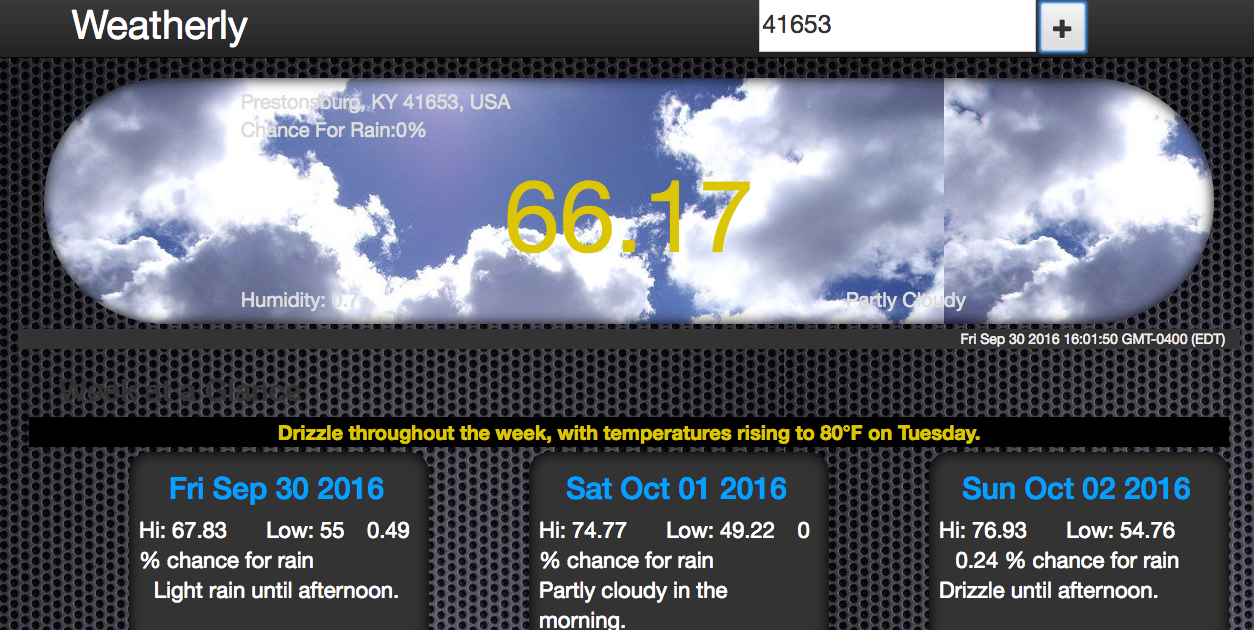 Weatherly
41653
+
Prestonsburg, KY 41653, USA
Chance For Rain:0%
66.17
Humidity: 0.7
Partly Cloudy
Fri Sep 30 2016 16:01:50 GMT-0400 (EDT)
Week at a Glance
Drizzle throughout the week, with temperatures rising to 80°F on Tuesday.
Fri Sep 30 2016
Hi: 67.83 Low: 55 0.49
% chance for rain
Light rain until afternoon.
Sat Oct 01 2016
Hi: 74.77 Low: 49.22 0
% chance for rain
Partly cloudy in the
morning.
Sun Oct 02 2016
Hi: 76.93 Low: 54.76
0.24 % chance for rain
Drizzle until afternoon.